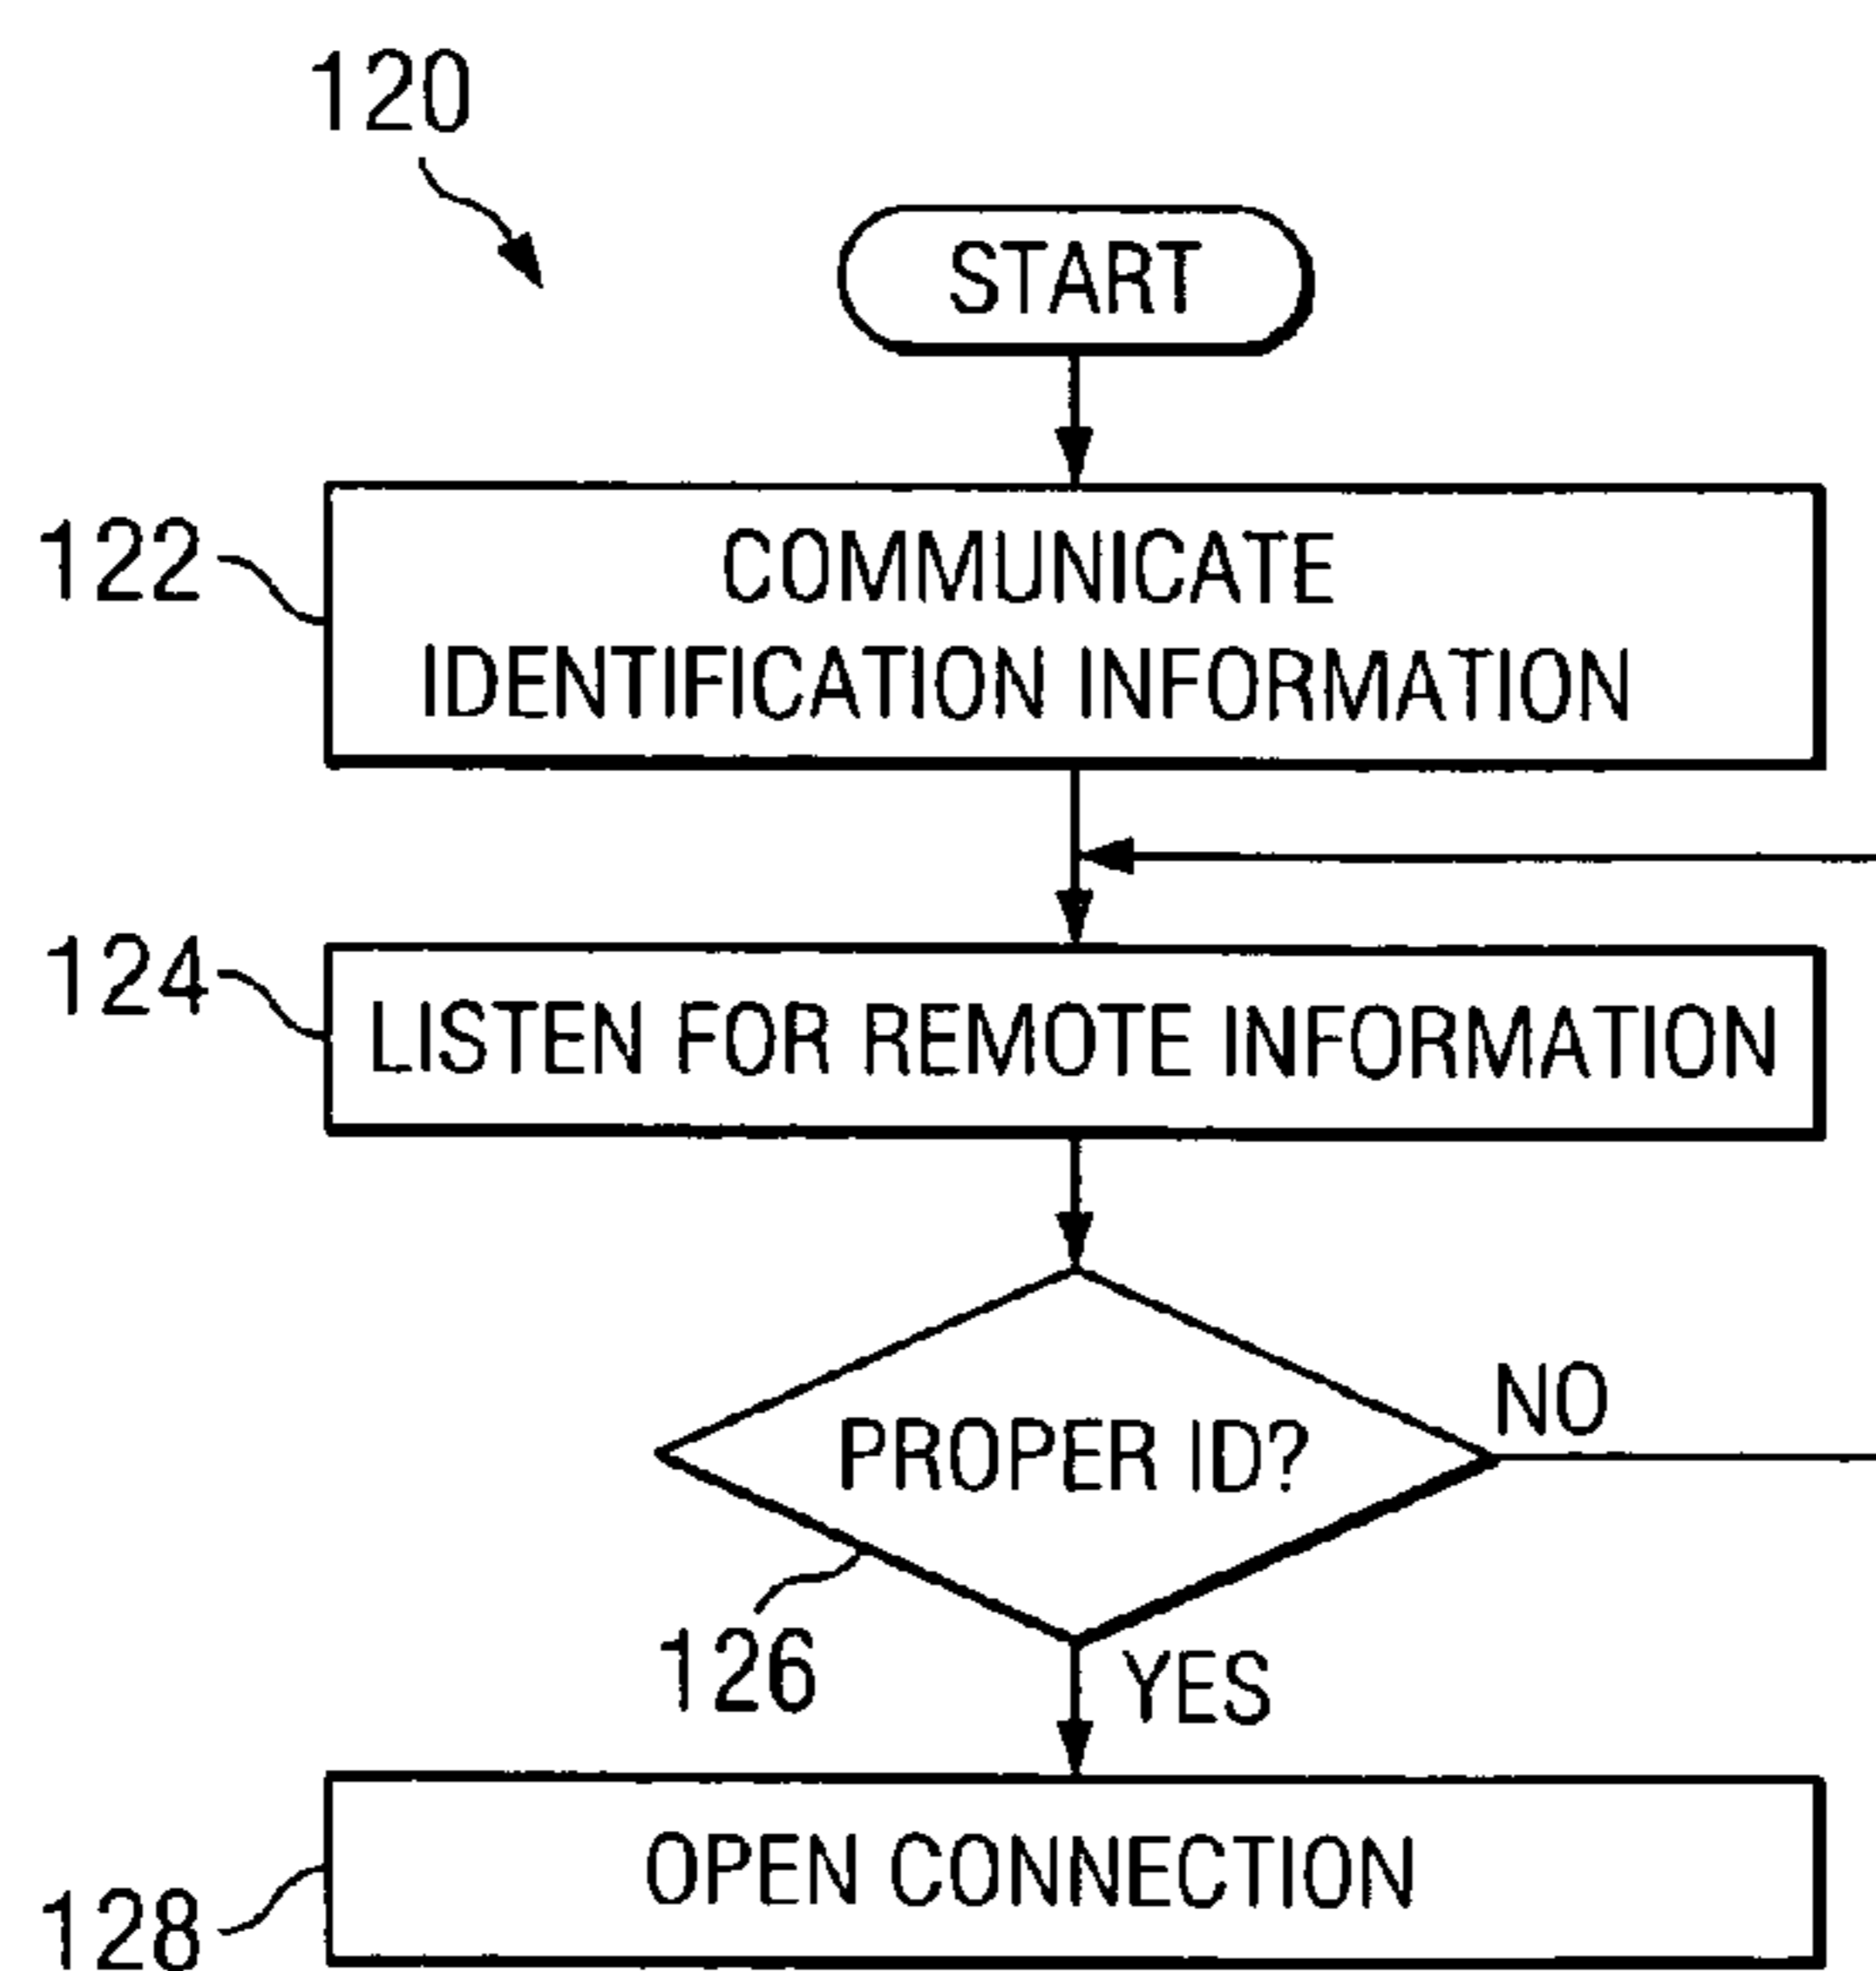 120
START
122
COMMUNICATE
IDENTIFICATION INFORMATION
124
LISTEN FOR REMOTE INFORMATION
PROPER ID?
NO
126
YES
OPEN CONNECTION
128